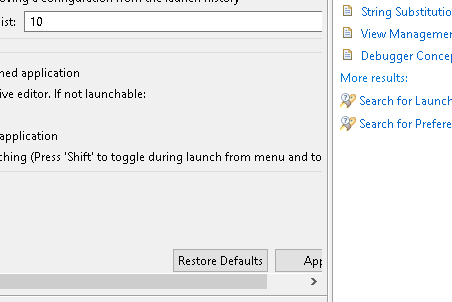 oving a configuration from the launch history
ist: 10
ned application
ive editor. If not launchable:
application
ching (Press 'Shift' to toggle during launch from menu and to
Restore Defaults
App
String Substitutio
View Managemer
Debugger Concep
More results:
Search for Launch
Search for Prefere